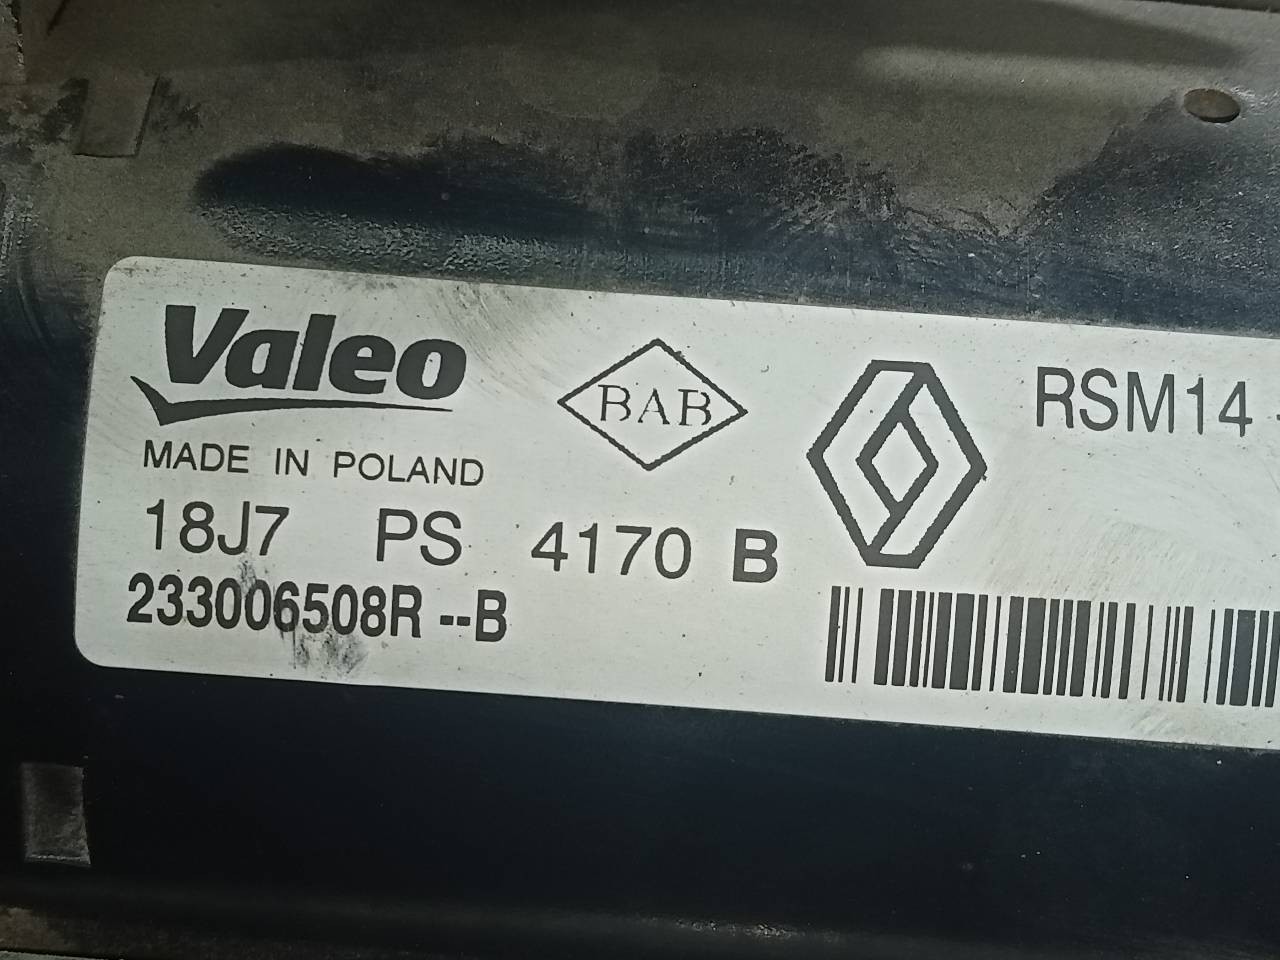 Valeo
MADE IN POLAND
BAB
RSM14
18J7 PS 4170 B
233006508R --B